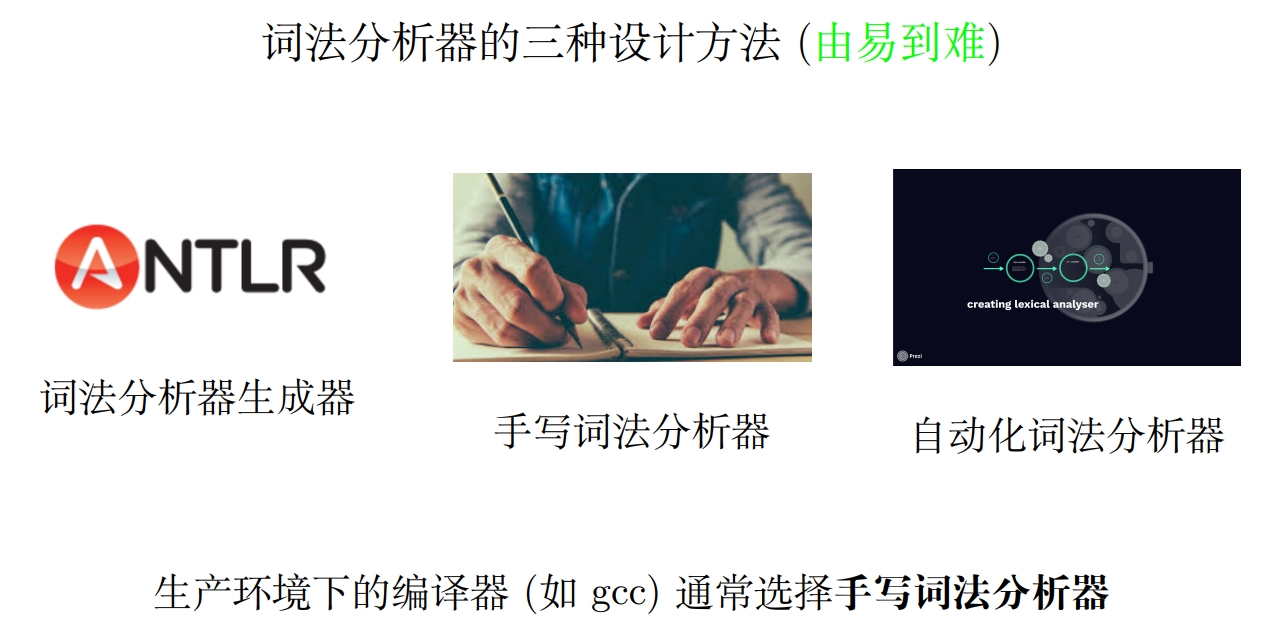 词法分析器的三种设计方法 (由易到难)
ANTLR
creating lexical analyser
Prezi
词法分析器生成器
手写词法分析器
自动化词法分析器
生产环境下的编译器 (如 gcc) 通常选择手写词法分析器